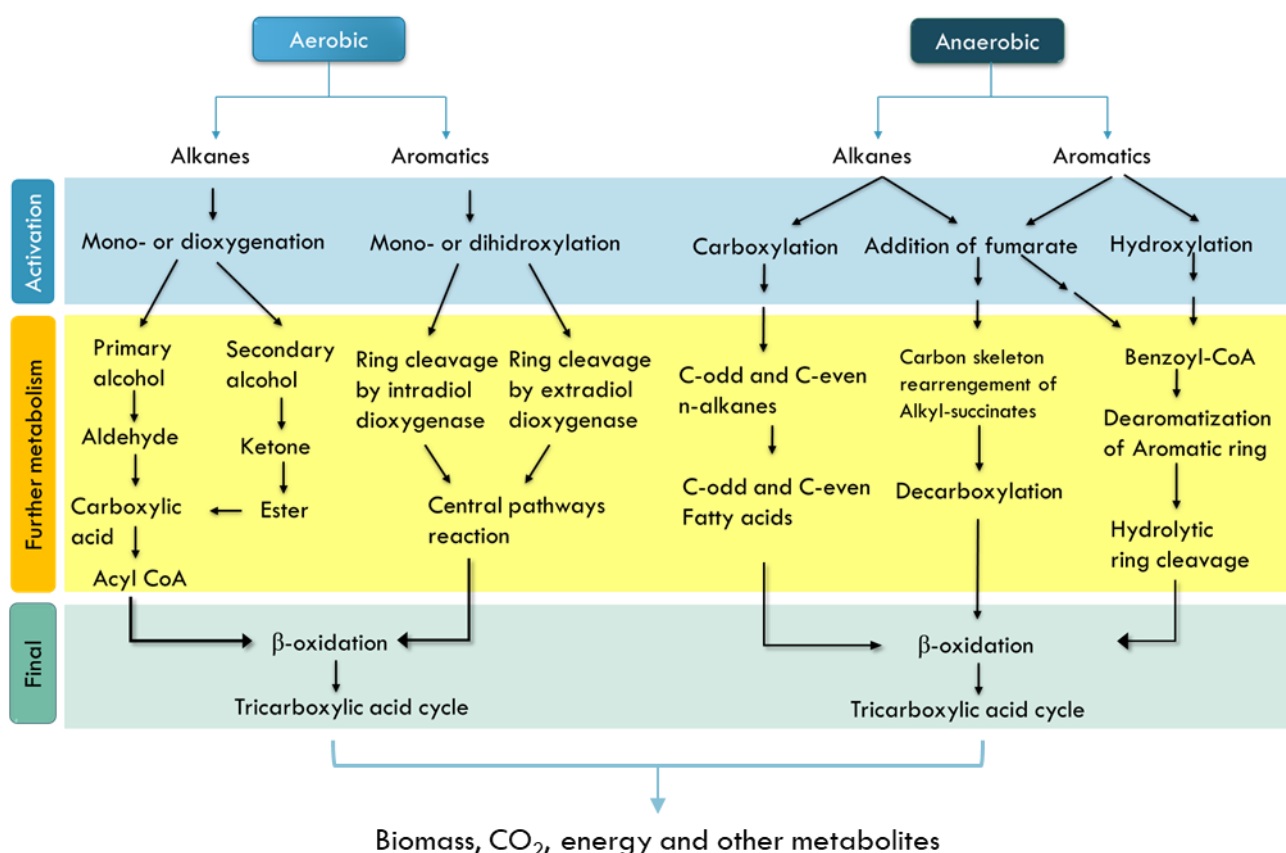 Aerobic
Anaerobic
Alkanes
Aromatics
Alkanes
Aromatics
Activation
Mono- or dioxygenation
Mono- or dihidroxylation
Carboxylation
Addition of fumarate
Hydroxylation
Further metabolism
Primary
alcohol
Secondary
alcohol
Aldehyde
Ketone
Carboxylic
acid
Ester
Acyl CoA
Ring cleavage
by intradiol
dioxygenase
Ring cleavage
by extradiol
dioxygenase
Central pathways
reaction
C-odd and C-even
n-alkanes
C-odd and C-even
Fatty acids
Carbon skeleton
rearrengement of
Alkyl-succinates
Decarboxylation
Benzoyl-CoA
Dearomatization
of Aromatic ring
Hydrolytic
ring cleavage
Final
β-oxidation
Tricarboxylic acid cycle
β-oxidation
Tricarboxylic acid cycle
Biomass, CO₂, energy and other metabolites